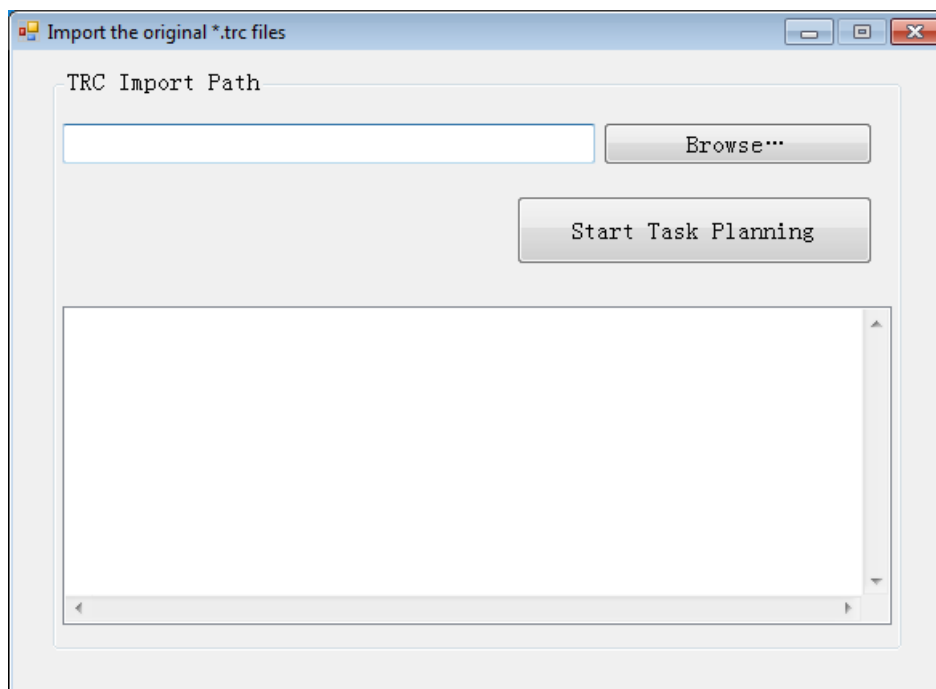 Import the original *.trc files
TRC Import Path
Browse…
Start Task Planning